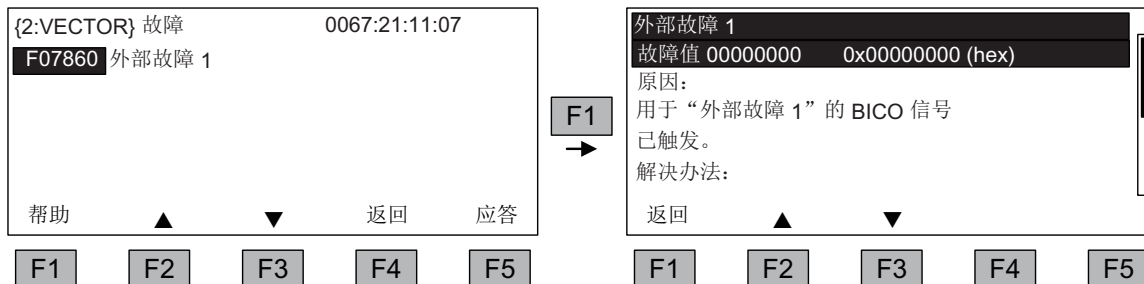 {2:VECTOR} 故障 0067:21:11:07
F07860 外部故障 1
帮助 ▲ ▼ 返回 应答
F1 F2 F3 F4 F5
F1
外部故障 1
故障值 00000000 0x00000000 (hex)
原因:
用于“外部故障 1”的 BICO 信号
已触发。
解决办法:
返回 ▲ ▼
F1 F2 F3 F4 F5